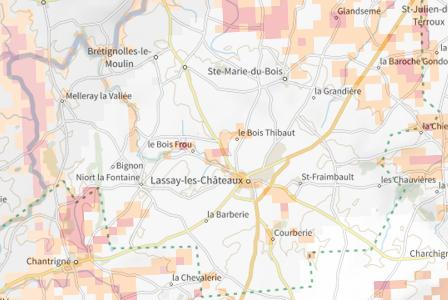 Glandsemé
St-Julien-d
Terroux
Bretignolles-le-
Moulin
Ste-Marie-du-Bois
la Baroche Gondo
la Grandière
Melleray la Vallée
le Bois Thibaut
la Che
le Bois Frou
Bignon
Niort la Fontaine
Lassay-les-Châteaux
St-Fraimbault
les Chauvières
la Barberie
Courberie
Chantrigné
Charchig
la Chevalerie